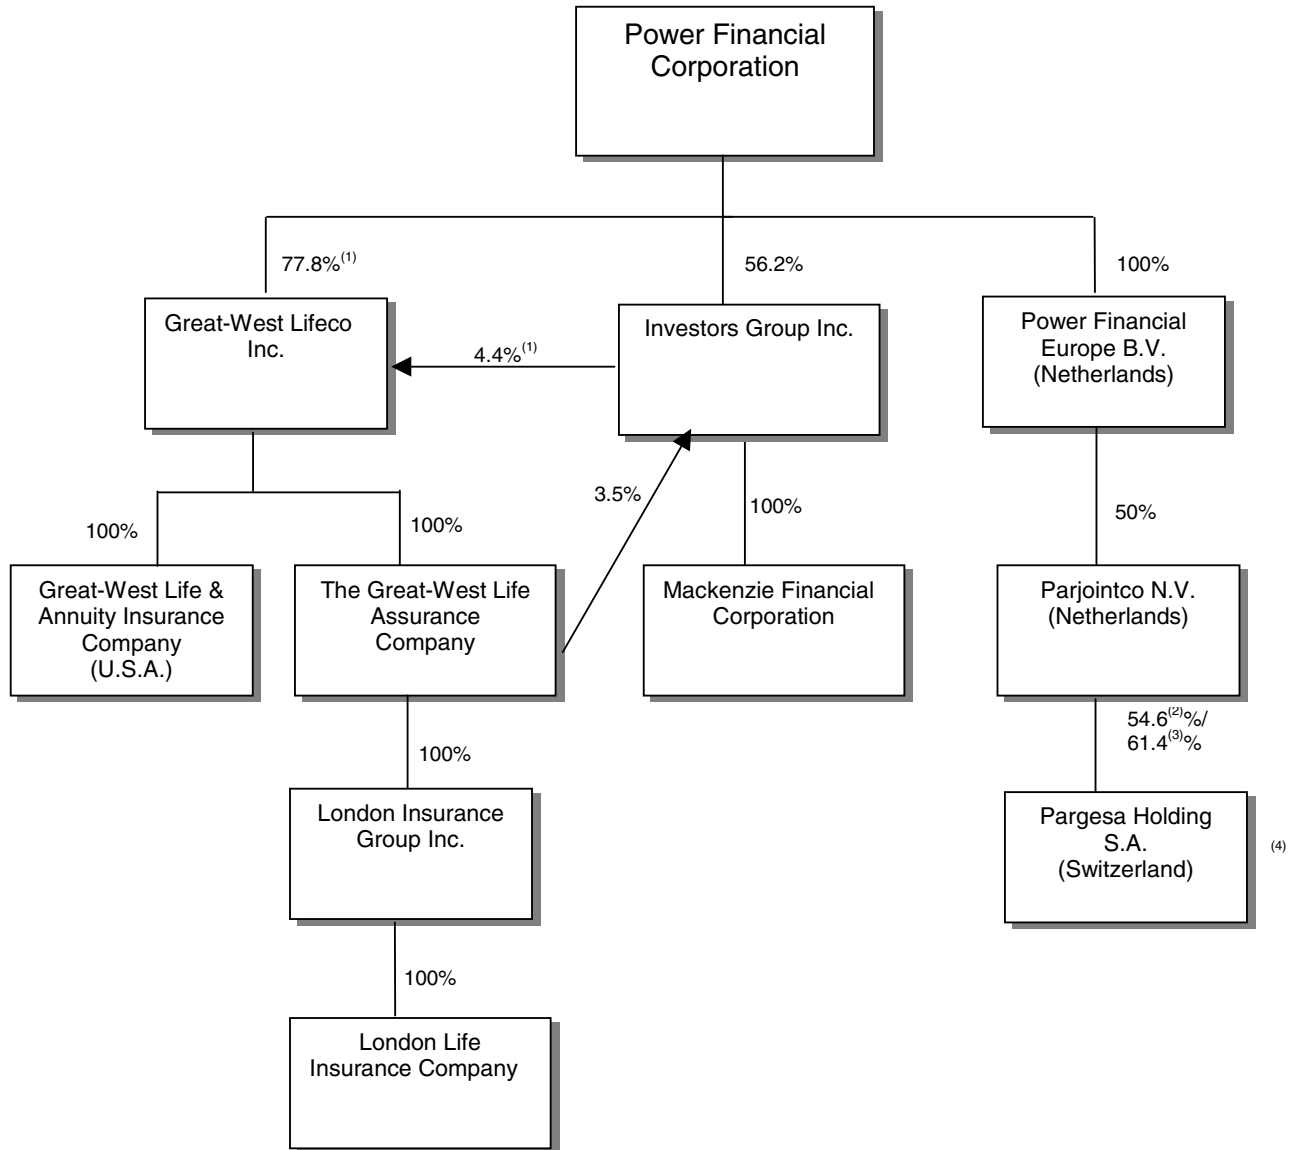 Power Financial
Corporation
77.8%(1)
56.2%
100%
Great-West Lifeco
Inc.
4.4%(1)
Investors Group Inc.
Power Financial
Europe B.V.
(Netherlands)
100%
100%
3.5%
100%
50%
Great-West Life &
Annuity Insurance
Company
(U.S.A.)
The Great-West Life
Assurance
Company
Mackenzie Financial
Corporation
Parjointco N.V.
(Netherlands)
100%
54.6(2)%/
61.4(3)%
London Insurance
Group Inc.
Pargesa Holding
S.A.
(Switzerland)
(4)
100%
London Life
Insurance Company